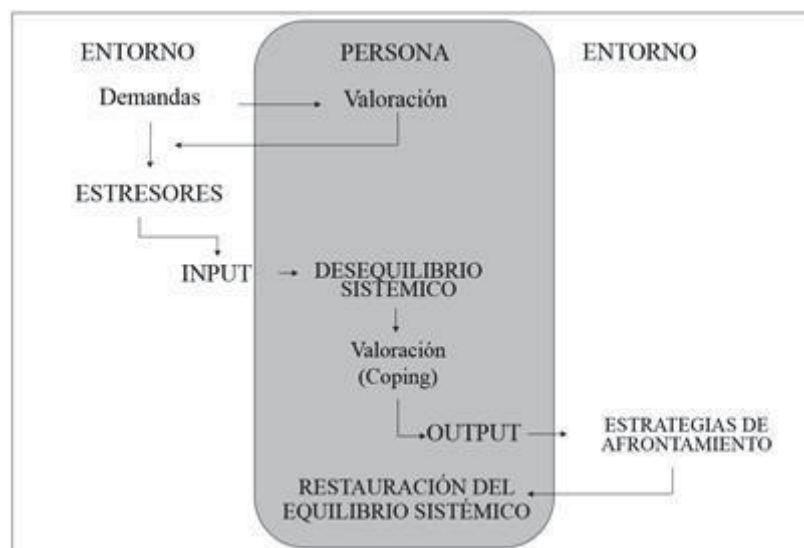 ENTORNO PERSONA ENTORNO
Demandas Valoración
ESTRESORES
INPUT DESEQUILIBRIO
SISTEMICO
Valoración
(Coping)
OUTPUT ESTRATEGIAS DE
AFRONTAMIENTO
RESTAURACIÓN DEL
EQUILIBRIO SISTÉMICO